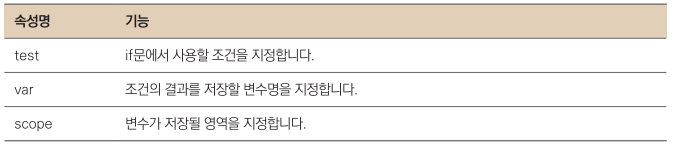 속성명 기능
test if문에서 사용할 조건을 지정합니다.
var 조건의 결과를 저장할 변수명을 지정합니다.
scope 변수가 저장될 영역을 지정합니다.